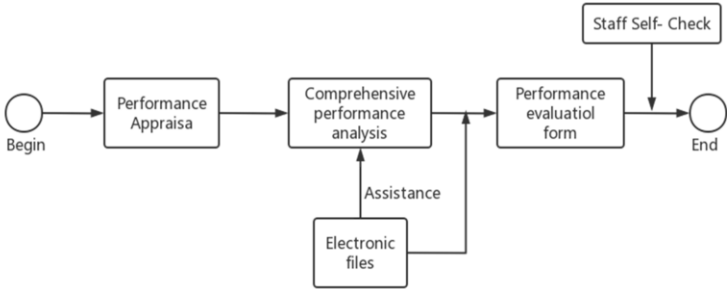 Staff Self- Check
Performance
Appraisa
Comprehensive
performance
analysis
Performance
evaluatiol
form
Begin
End
Assistance
Electronic
files